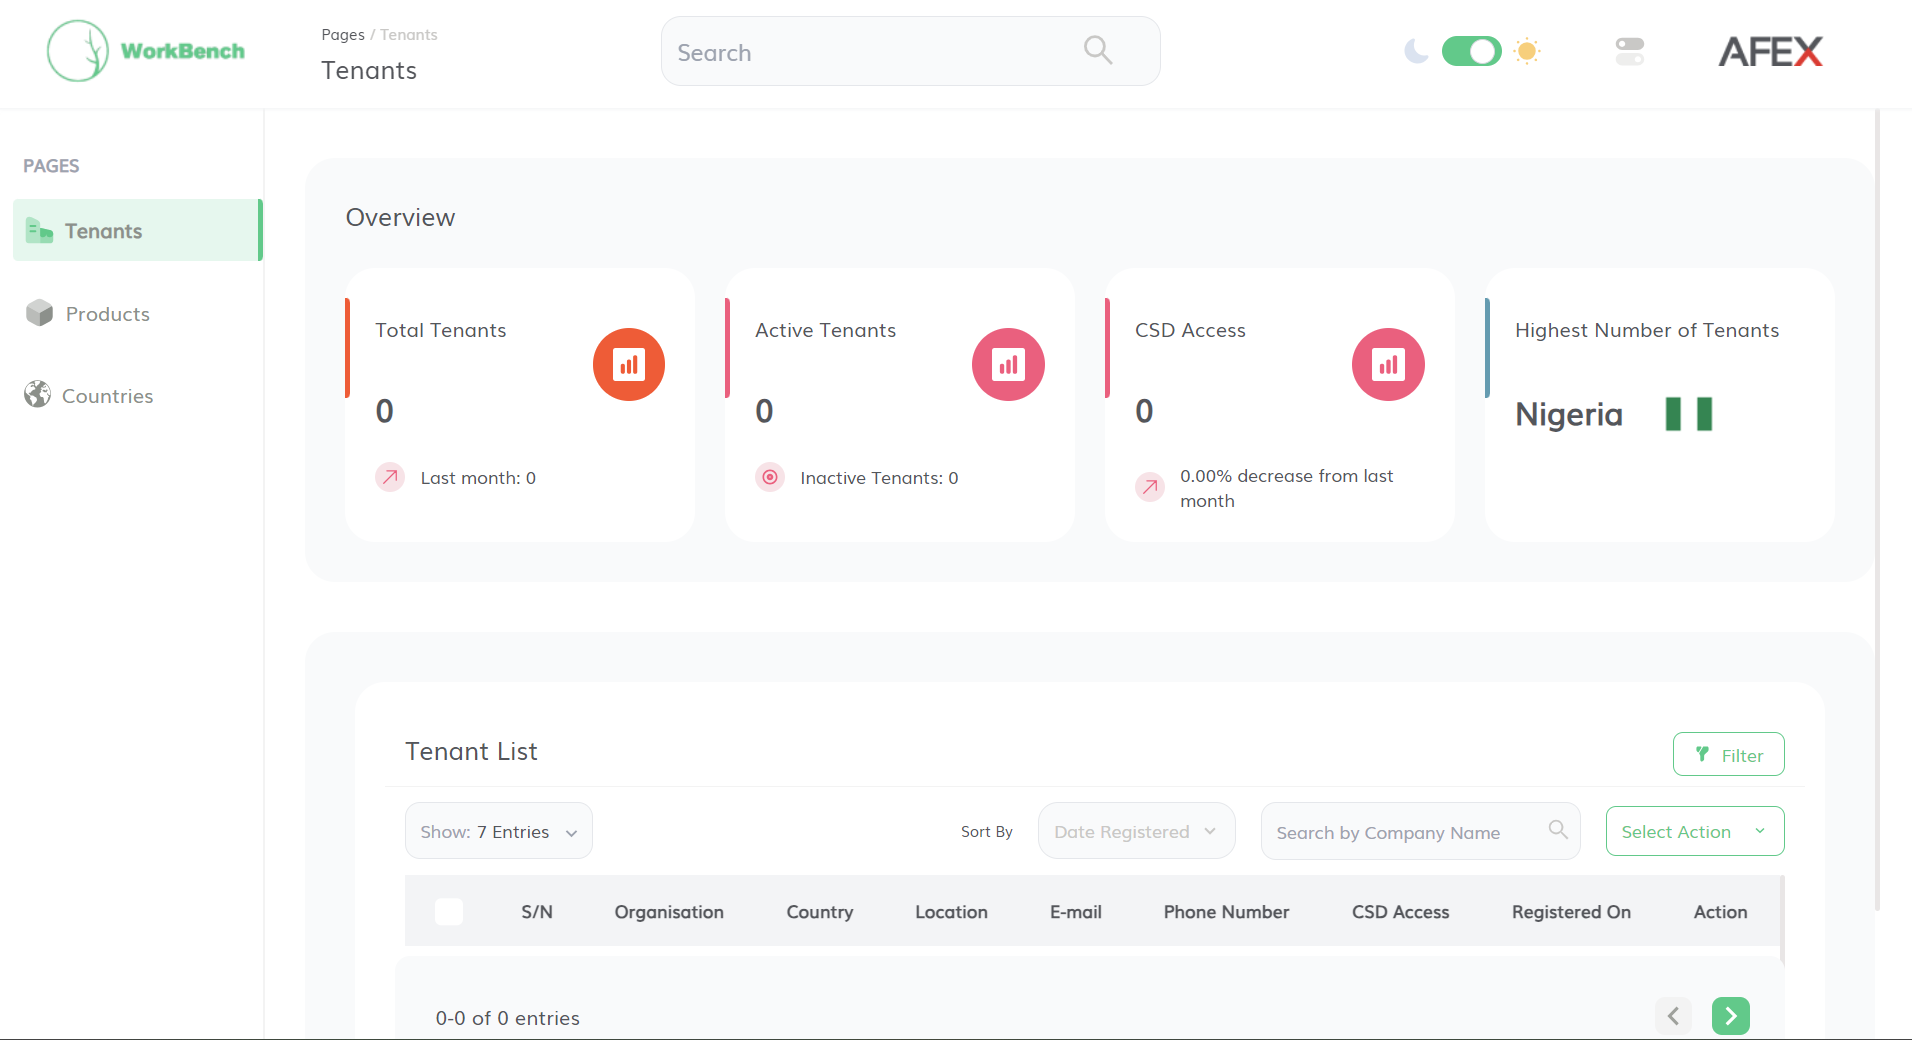 WorkBench
Pages / Tenants
Tenants
Search
AFEX
PAGES
Tenants
Products
Countries
Overview
Total Tenants
0
Last month: 0
Active Tenants
0
Inactive Tenants: 0
CSD Access
0
0.00% decrease from last
month
Highest Number of Tenants
Nigeria
Tenant List
Filter
Show: 7 Entries
Sort By
Date Registered
Search by Company Name
Select Action
S/N Organisation Country Location E-mail Phone Number CSD Access Registered On Action
0-0 of 0 entries